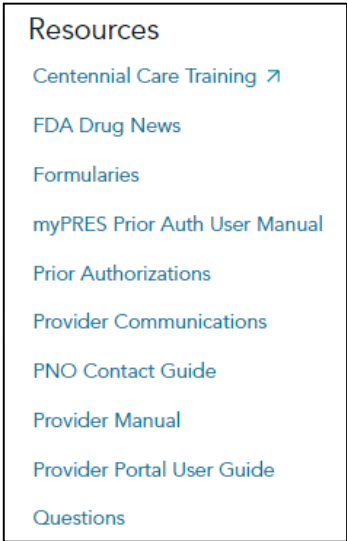 Resources
Centennial Care Training ↗
FDA Drug News
Formularies
myPRES Prior Auth User Manual
Prior Authorizations
Provider Communications
PNO Contact Guide
Provider Manual
Provider Portal User Guide
Questions